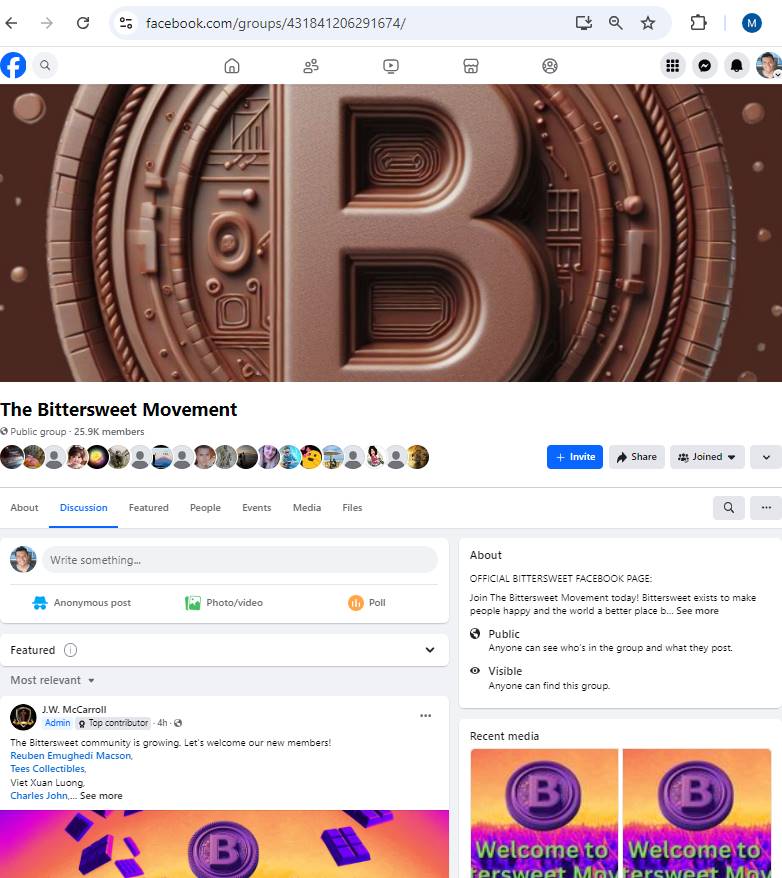 facebook.com/groups/431841206291674/
M
B
The Bittersweet Movement
Public group · 25.9K members
+ Invite
Share
Joined
About
Discussion
Featured
People
Events
Media
Files
Write something...
Anonymous post
Photo/video
Poll
Featured
Most relevant
J.W. McCarroll
Admin Top contributor · 4h ·
The Bittersweet community is growing. Let's welcome our new members!
Reuben Emughedi Macson,
Tees Collectibles,
Viet Xuan Luong,
Charles John,... See more
B
About
OFFICIAL BITTERSWEET FACEBOOK PAGE:
Join The Bittersweet Movement today! Bittersweet exists to make
people happy and the world a better place b... See more
Public
Anyone can see who's in the group and what they post.
Visible
Anyone can find this group.
Recent media
B
Welcome to
B
Welcome to